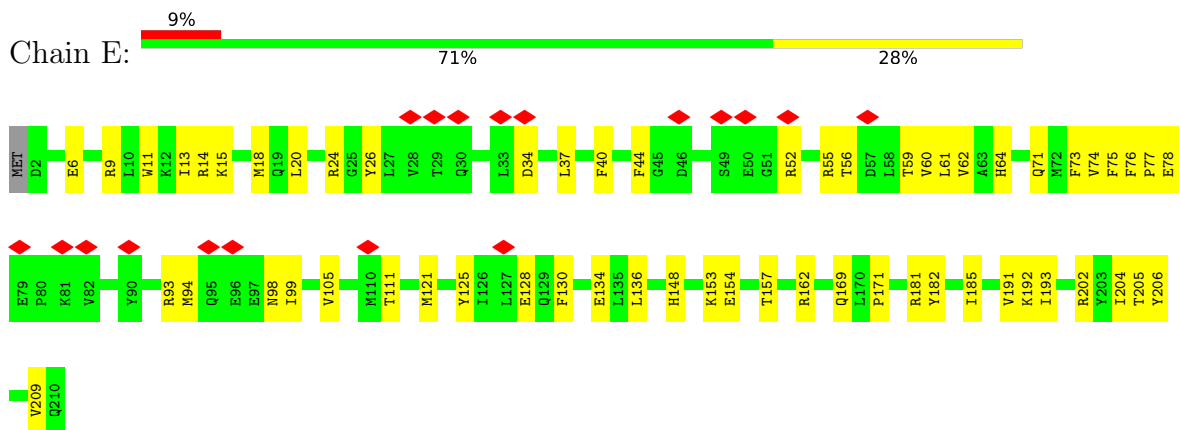 9%
Chain E:
71% 28%
MET D2 E6 R9 L10 W11 K12 I13 R14 K15 M18 Q19 L20 R24 G25 Y26 L27 V28 T29 Q30 L33 D34 L37 F40 F44 G45 D46 S49 E50 G51 R52 R55 T56 D57 L58 T59 V60 L61 V62 A63 H64 Q71 M72 F73 V74 F75 F76 P77 E78
E79 P80 K81 V82 Y90 R93 M94 Q95 E96 E97 N98 I99 V105 M110 T111 M121 Y125 I126 L127 E128 Q129 F130 E134 L135 L136 H148 K153 E154 T157 R162 Q169 L170 P171 R181 Y182 I185 V191 K192 I193 R202 Y203 I204 T205 Y206
V209 Q210